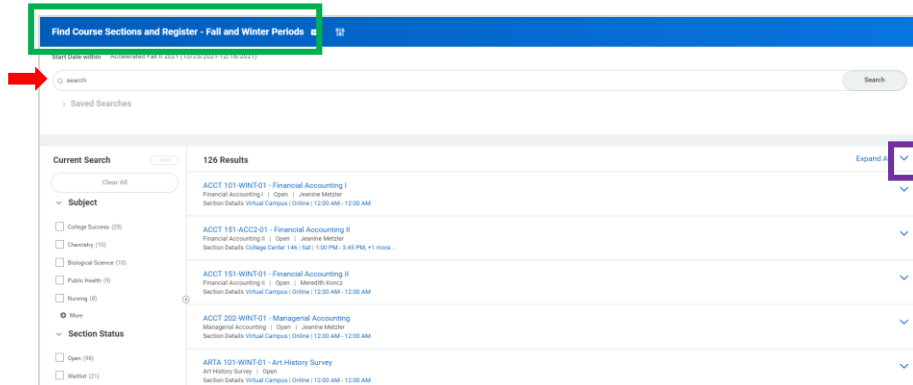 Find Course Sections and Register - Fall and Winter Periods
Start Date within Accelerated Fall II 2021 (10/25/2021-12/18/2021)
search
Search
Saved Searches
Current Search
Save
126 Results
Expand A
Clear All
Subject
College Success (25)
Chemistry (10)
Biological Science (10)
Public Health (9)
Nursing (8)
More
Section Status
Open (98)
Waitlist (21)
ACCT 101-WINT-01 - Financial Accounting I
Financial Accounting I | Open | Jeanine Metzler
Section Details Virtual Campus | Online | 12:00 AM - 12:00 AM
ACCT 151-ACC2-01 - Financial Accounting II
Financial Accounting II | Open | Jeanine Metzler
Section Details College Center 146 | Sat | 1:00 PM - 3:45 PM, +1 more...
ACCT 151-WINT-01 - Financial Accounting II
Financial Accounting II | Open | Meredith Koncz
Section Details Virtual Campus | Online | 12:00 AM - 12:00 AM
ACCT 202-WINT-01 - Managerial Accounting
Managerial Accounting | Open | Jeanine Metzler
Section Details Virtual Campus | Online | 12:00 AM - 12:00 AM
ARTA 101-WINT-01 - Art History Survey
Art History Survey | Open
Section Details Virtual Campus | Online | 12:00 AM - 12:00 AM